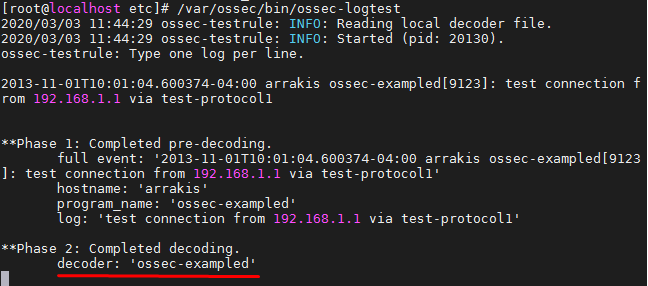 [root@localhost etc]# /var/ossec/bin/ossec-logtest
2020/03/03 11:44:29 ossec-testrule: INFO: Reading local decoder file.
2020/03/03 11:44:29 ossec-testrule: INFO: Started (pid: 20130).
ossec-testrule: Type one log per line.
2013-11-01T10:01:04.600374-04:00 arrakis ossec-exampled[9123]: test connection f
rom 192.168.1.1 via test-protocol1
**Phase 1: Completed pre-decoding.
full event: '2013-11-01T10:01:04.600374-04:00 arrakis ossec-exampled[9123
]: test connection from 192.168.1.1 via test-protocol1'
hostname: 'arrakis'
program_name: 'ossec-exampled'
log: 'test connection from 192.168.1.1 via test-protocol1'
**Phase 2: Completed decoding.
decoder: 'ossec-exampled'